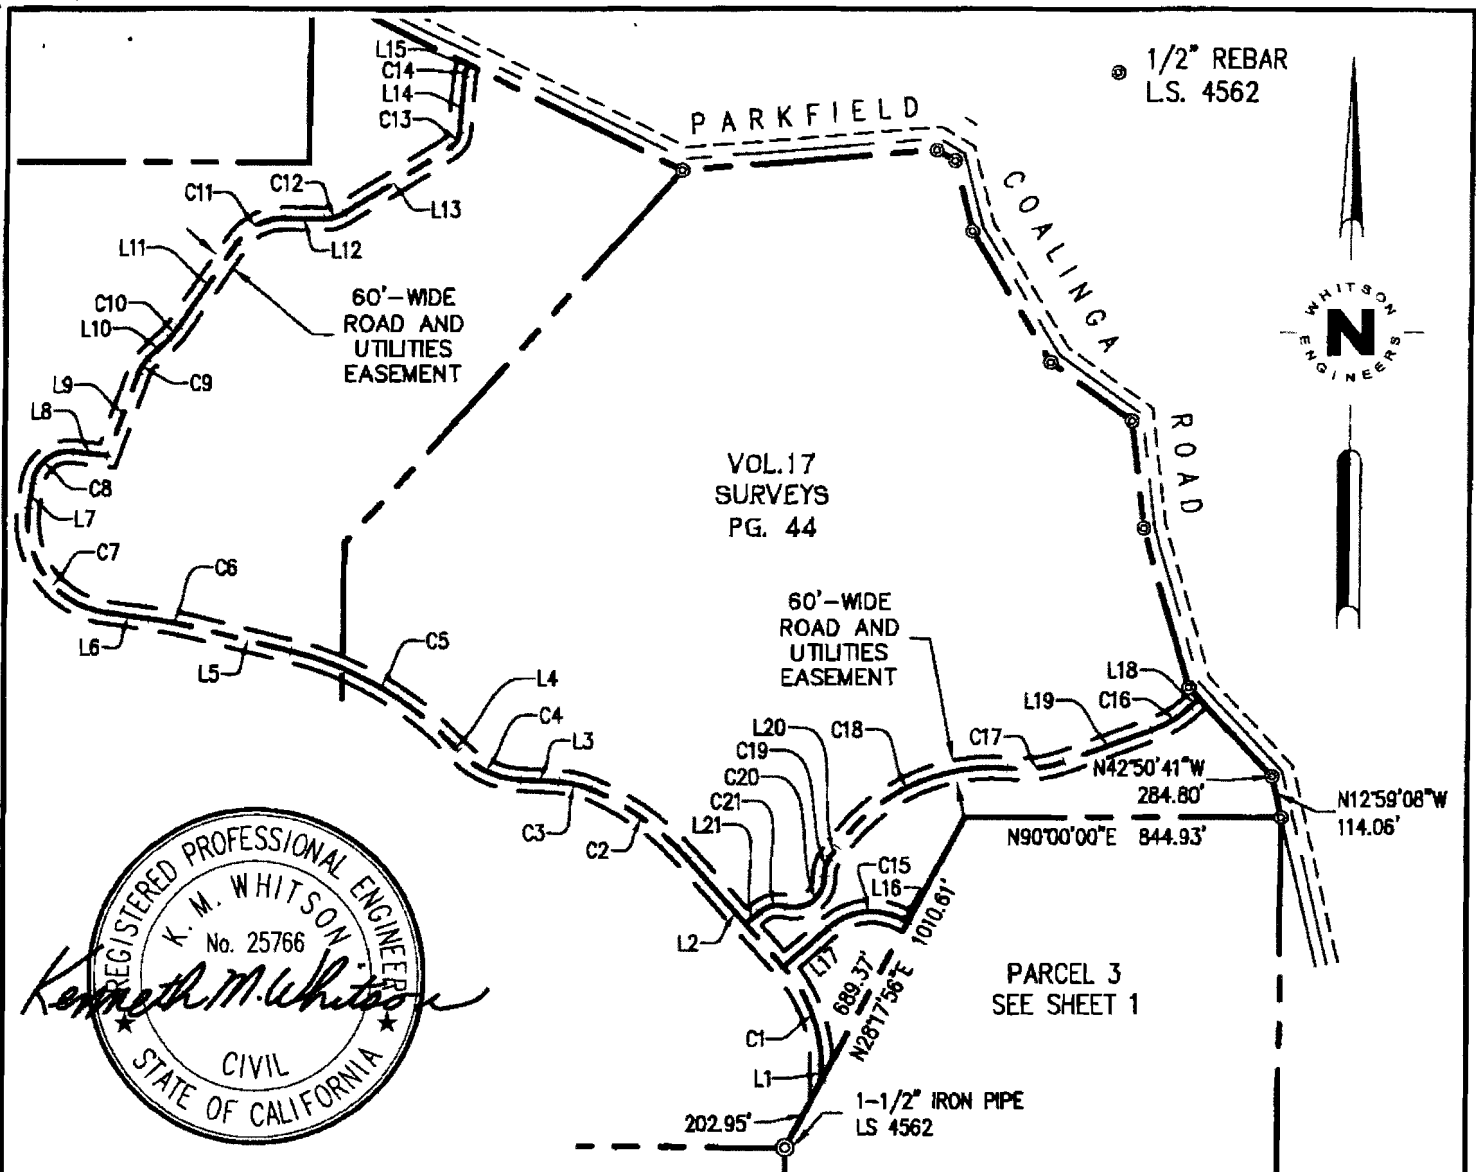 1/2" REBAR
L.S. 4562
L15
C14
L14
C13
PARKFIELD
COALINGA
ROAD
C12
C11
L13
L12
L11
C10
L10
60'-WIDE
ROAD AND
UTILITIES
EASEMENT
WHITSON
N
ENGINEERS
C9
L9
L8
C8
L7
C7
C6
VOL.17
SURVEYS
PG. 44
60'-WIDE
ROAD AND
UTILITIES
EASEMENT
L6
L5
C5
L4
C4
L3
C3
C2
L18
C16
L19
C17
C18
L20
C19
C20
C21
L21
N42°50'41"W
284.80'
N12°59'08"W
114.06'
N90°00'00"E 844.93'
C15
L16
L2
L17
1010.61'
689.37'
N28°17'56"E
PARCEL 3
SEE SHEET 1
C1
L1
202.95'
1-1/2" IRON PIPE
LS 4562
REGISTERED PROFESSIONAL ENGINEER
K. M. WHITSON
No. 25766
Kenneth M. Whitson
CIVIL
STATE OF CALIFORNIA